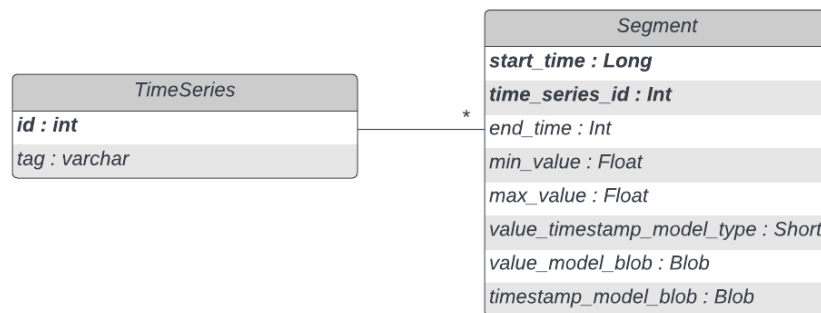 TimeSeries
id : int
tag : varchar
*
Segment
start_time : Long
time_series_id : Int
end_time : Int
min_value : Float
max_value : Float
value_timestamp_model_type : Short
value_model_blob : Blob
timestamp_model_blob : Blob